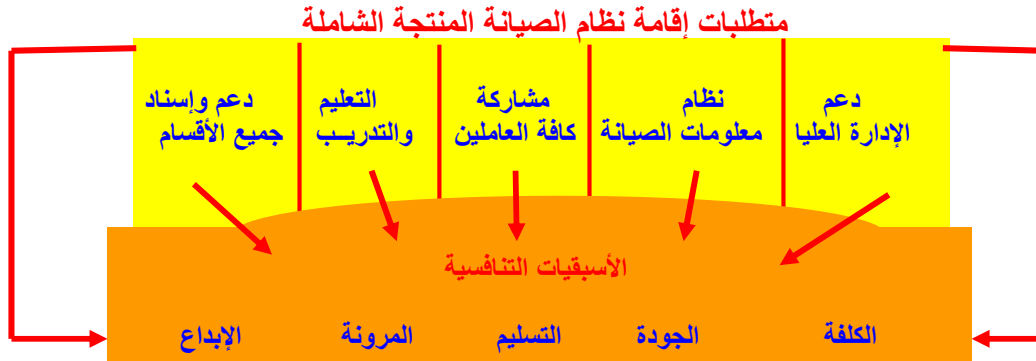 متطلبات إقامة نظام الصيانة المنتجة الشاملة
دعم
الإدارة العليا
نظام
معلومات الصيانة
مشاركة
كافة العاملين
التعليم
والتدريــب
دعم وإسناد
جميع الأقسام
الأسبقيات التنافسية
الكلفة
الجودة
التسليم
المرونة
الإبداع